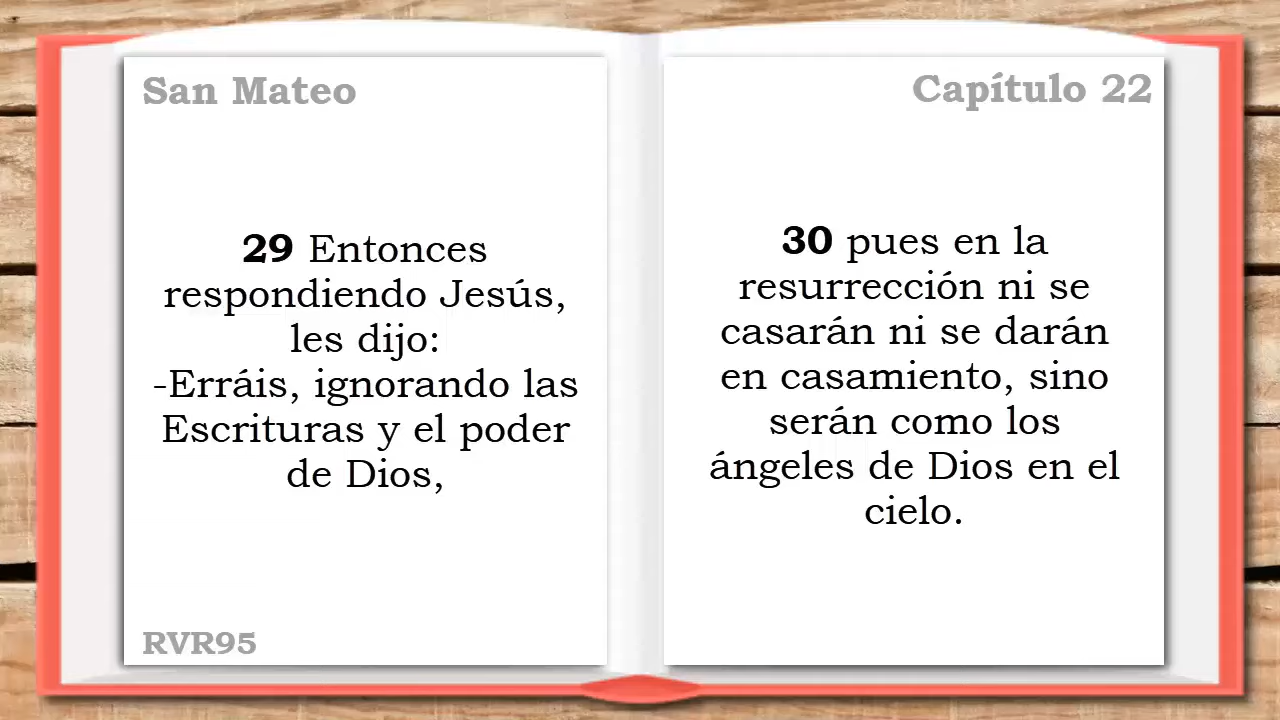 San Mateo
29 Entonces
respondiendo Jesús,
les dijo:
-Erráis, ignorando las
Escrituras y el poder
de Dios,
RVR95
Capítulo 22
30 pues en la
resurrección ni se
casarán ni se darán
en casamiento, sino
serán como los
ángeles de Dios en el
cielo.